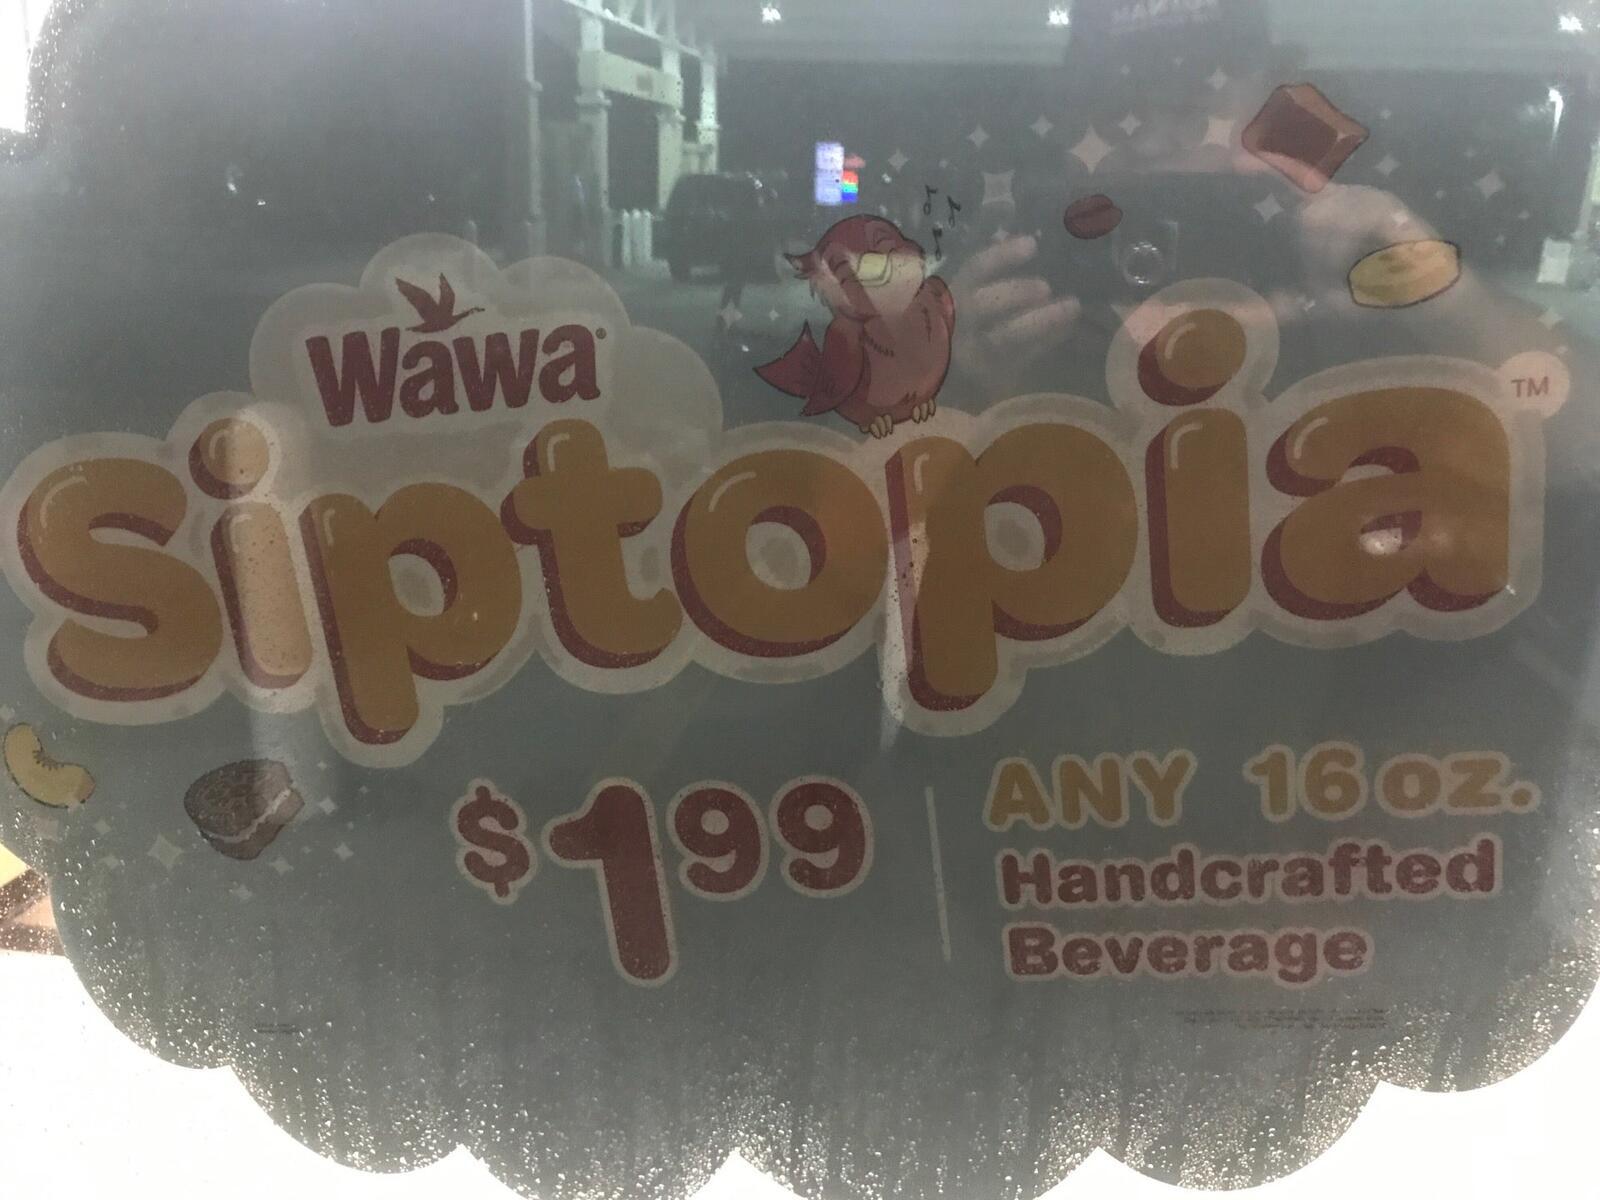 Wawa®
Siptopia™
$1.99
ANY 16 oz.
Handcrafted
Beverage